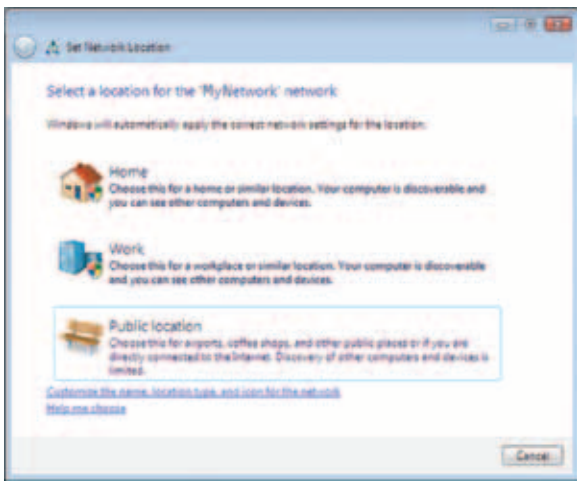 Set Network Location
Select a location for the 'MyNetwork' network
Windows will automatically apply the correct network settings for the location.
Home
Choose this for a home or similar location. Your computer is discoverable and
you can see other computers and devices.
Work
Choose this for a workplace or similar location. Your computer is discoverable
and you can see other computers and devices.
Public location
Choose this for airports, coffee shops, and other public places or if you are
directly connected to the Internet. Discovery of other computers and devices is
limited.
Customize the name, location type, and icon for the network
Help me choose
Cancel